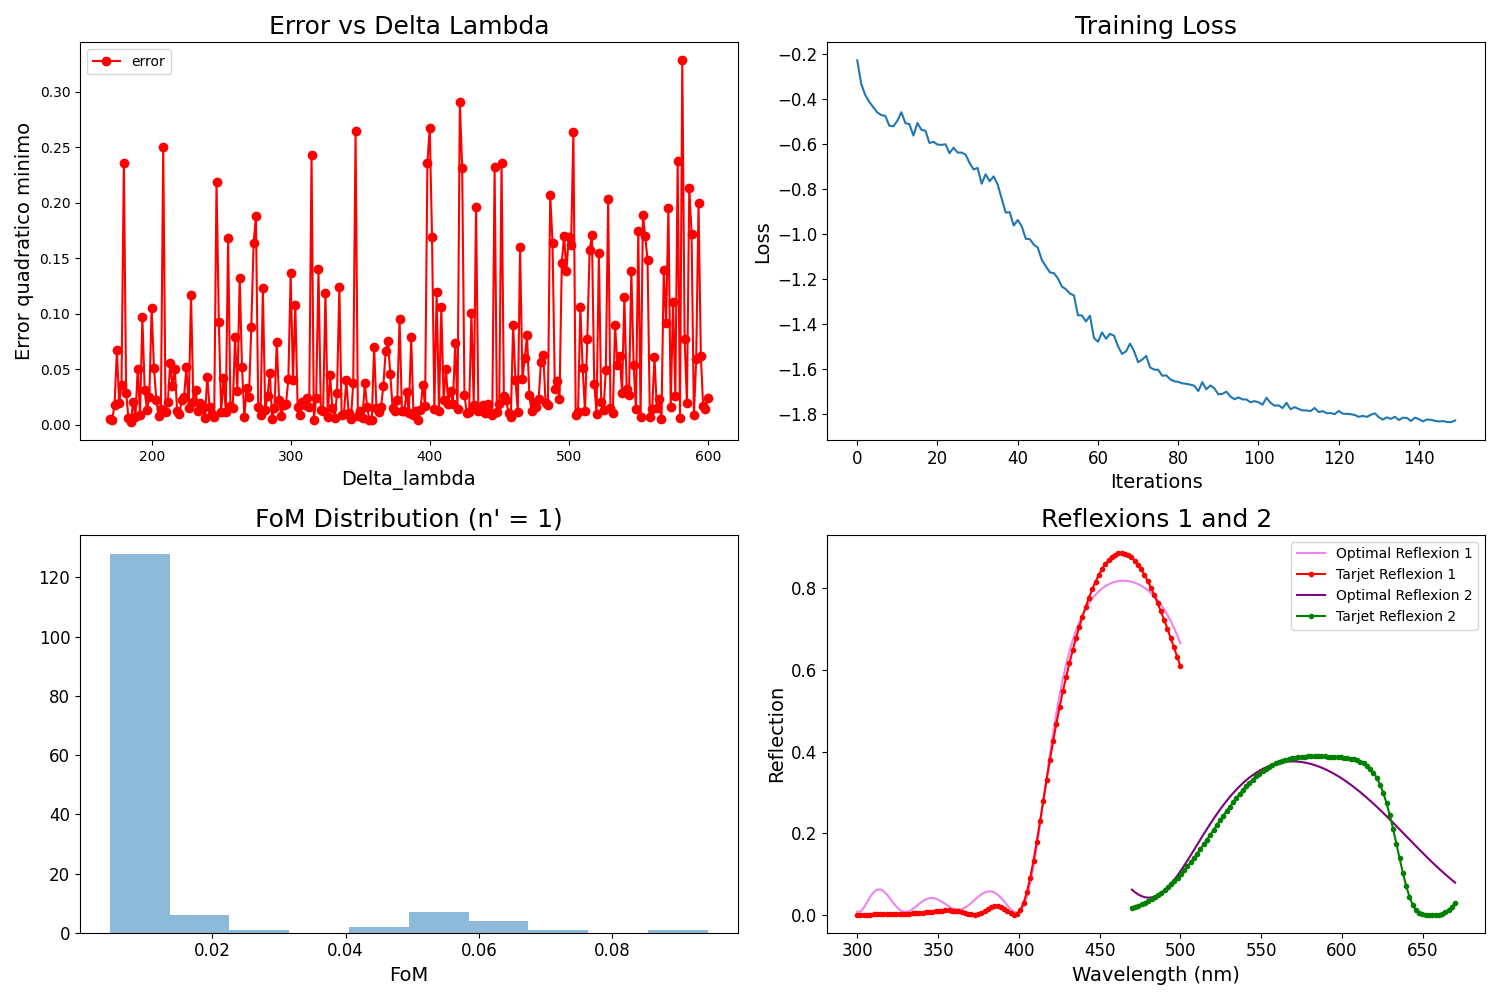 Error vs Delta Lambda
error
0.30
0.25
0.20
0.15
0.10
0.05
0.00
Error quadratico minimo
200 300 400 500 600
Delta_lambda
Training Loss
−0.2
−0.4
−0.6
−0.8
−1.0
−1.2
−1.4
−1.6
−1.8
Loss
0 20 40 60 80 100 120 140
Iterations
FoM Distribution (n' = 1)
120
100
80
60
40
20
0
0.02 0.04 0.06 0.08
FoM
Reflexions 1 and 2
Optimal Reflexion 1
Tarjet Reflexion 1
Optimal Reflexion 2
Tarjet Reflexion 2
0.8
0.6
0.4
0.2
0.0
Reflection
300 350 400 450 500 550 600 650
Wavelength (nm)